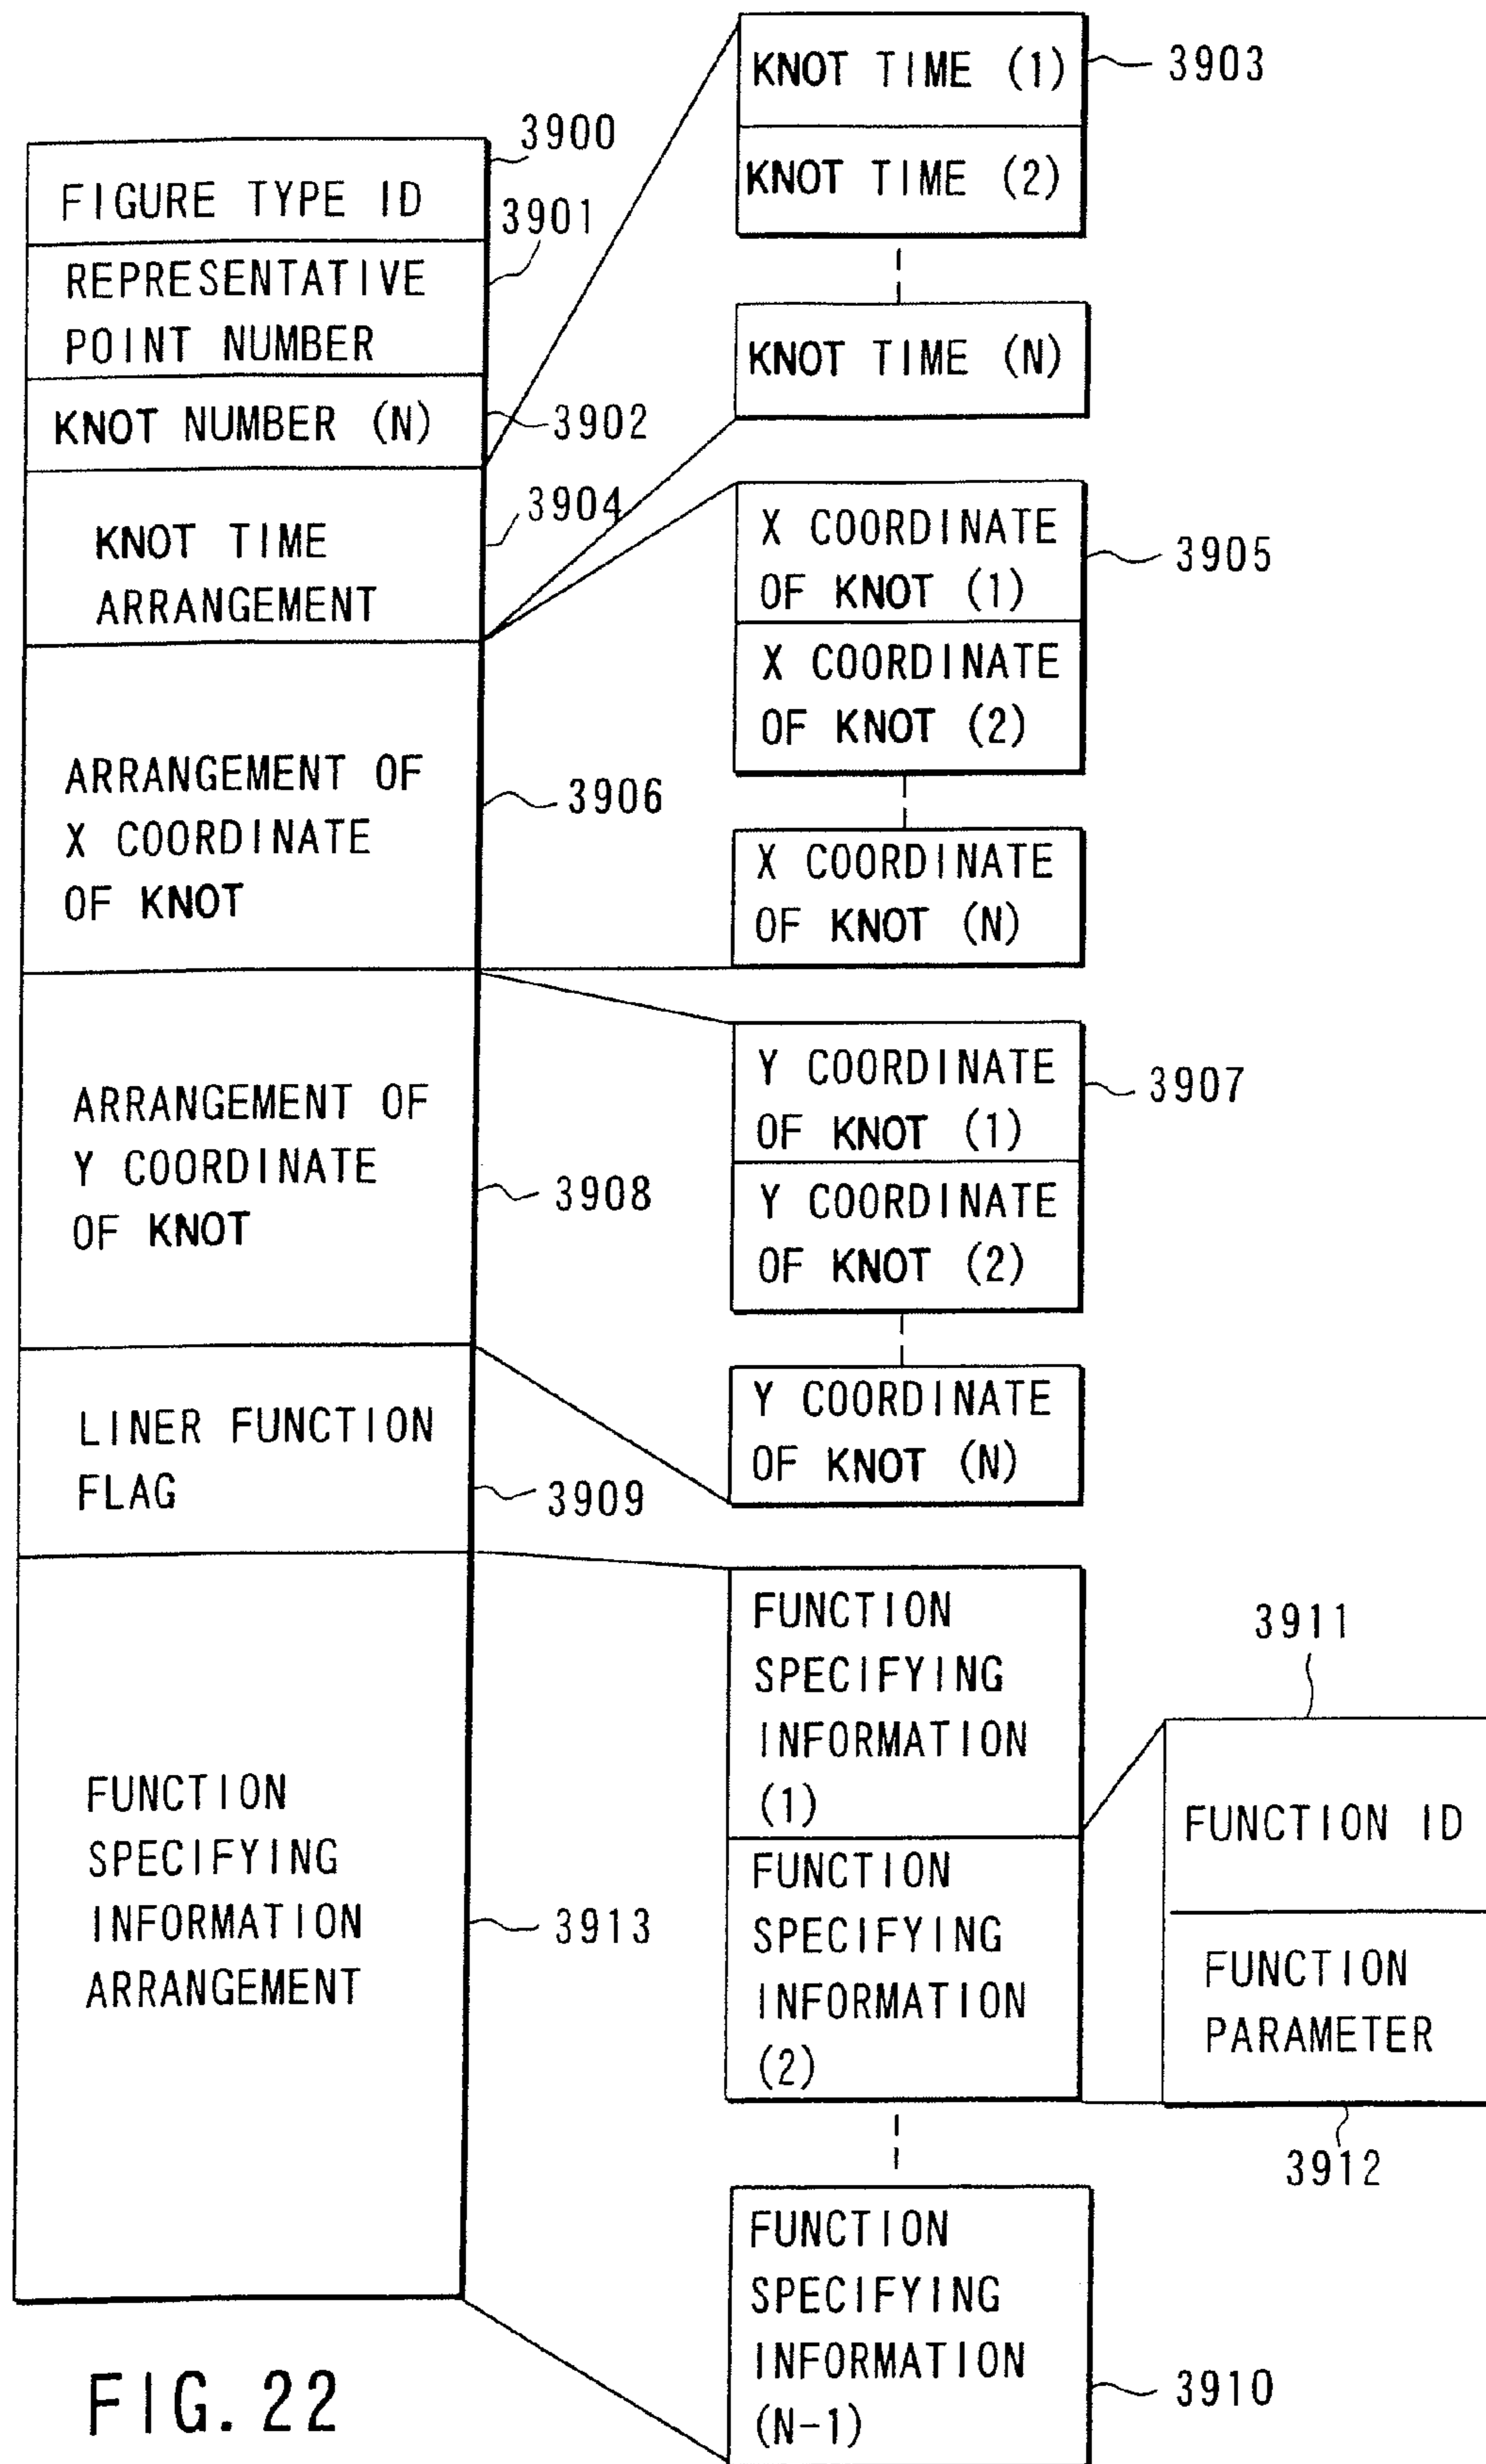 3900
FIGURE TYPE ID
3901
REPRESENTATIVE
POINT NUMBER
KNOT NUMBER (N)
3902
3904
KNOT TIME
ARRANGEMENT
ARRANGEMENT OF
X COORDINATE
OF KNOT
3906
ARRANGEMENT OF
Y COORDINATE
OF KNOT
3908
LINER FUNCTION
FLAG
3909
FUNCTION
SPECIFYING
INFORMATION
ARRANGEMENT
3913
KNOT TIME (1)
3903
KNOT TIME (2)
KNOT TIME (N)
X COORDINATE
OF KNOT (1)
3905
X COORDINATE
OF KNOT (2)
X COORDINATE
OF KNOT (N)
Y COORDINATE
OF KNOT (1)
3907
Y COORDINATE
OF KNOT (2)
Y COORDINATE
OF KNOT (N)
FUNCTION
SPECIFYING
INFORMATION
(1)
FUNCTION
SPECIFYING
INFORMATION
(2)
3911
FUNCTION ID
FUNCTION
PARAMETER
3912
FUNCTION
SPECIFYING
INFORMATION
(N-1)
3910
FIG. 22